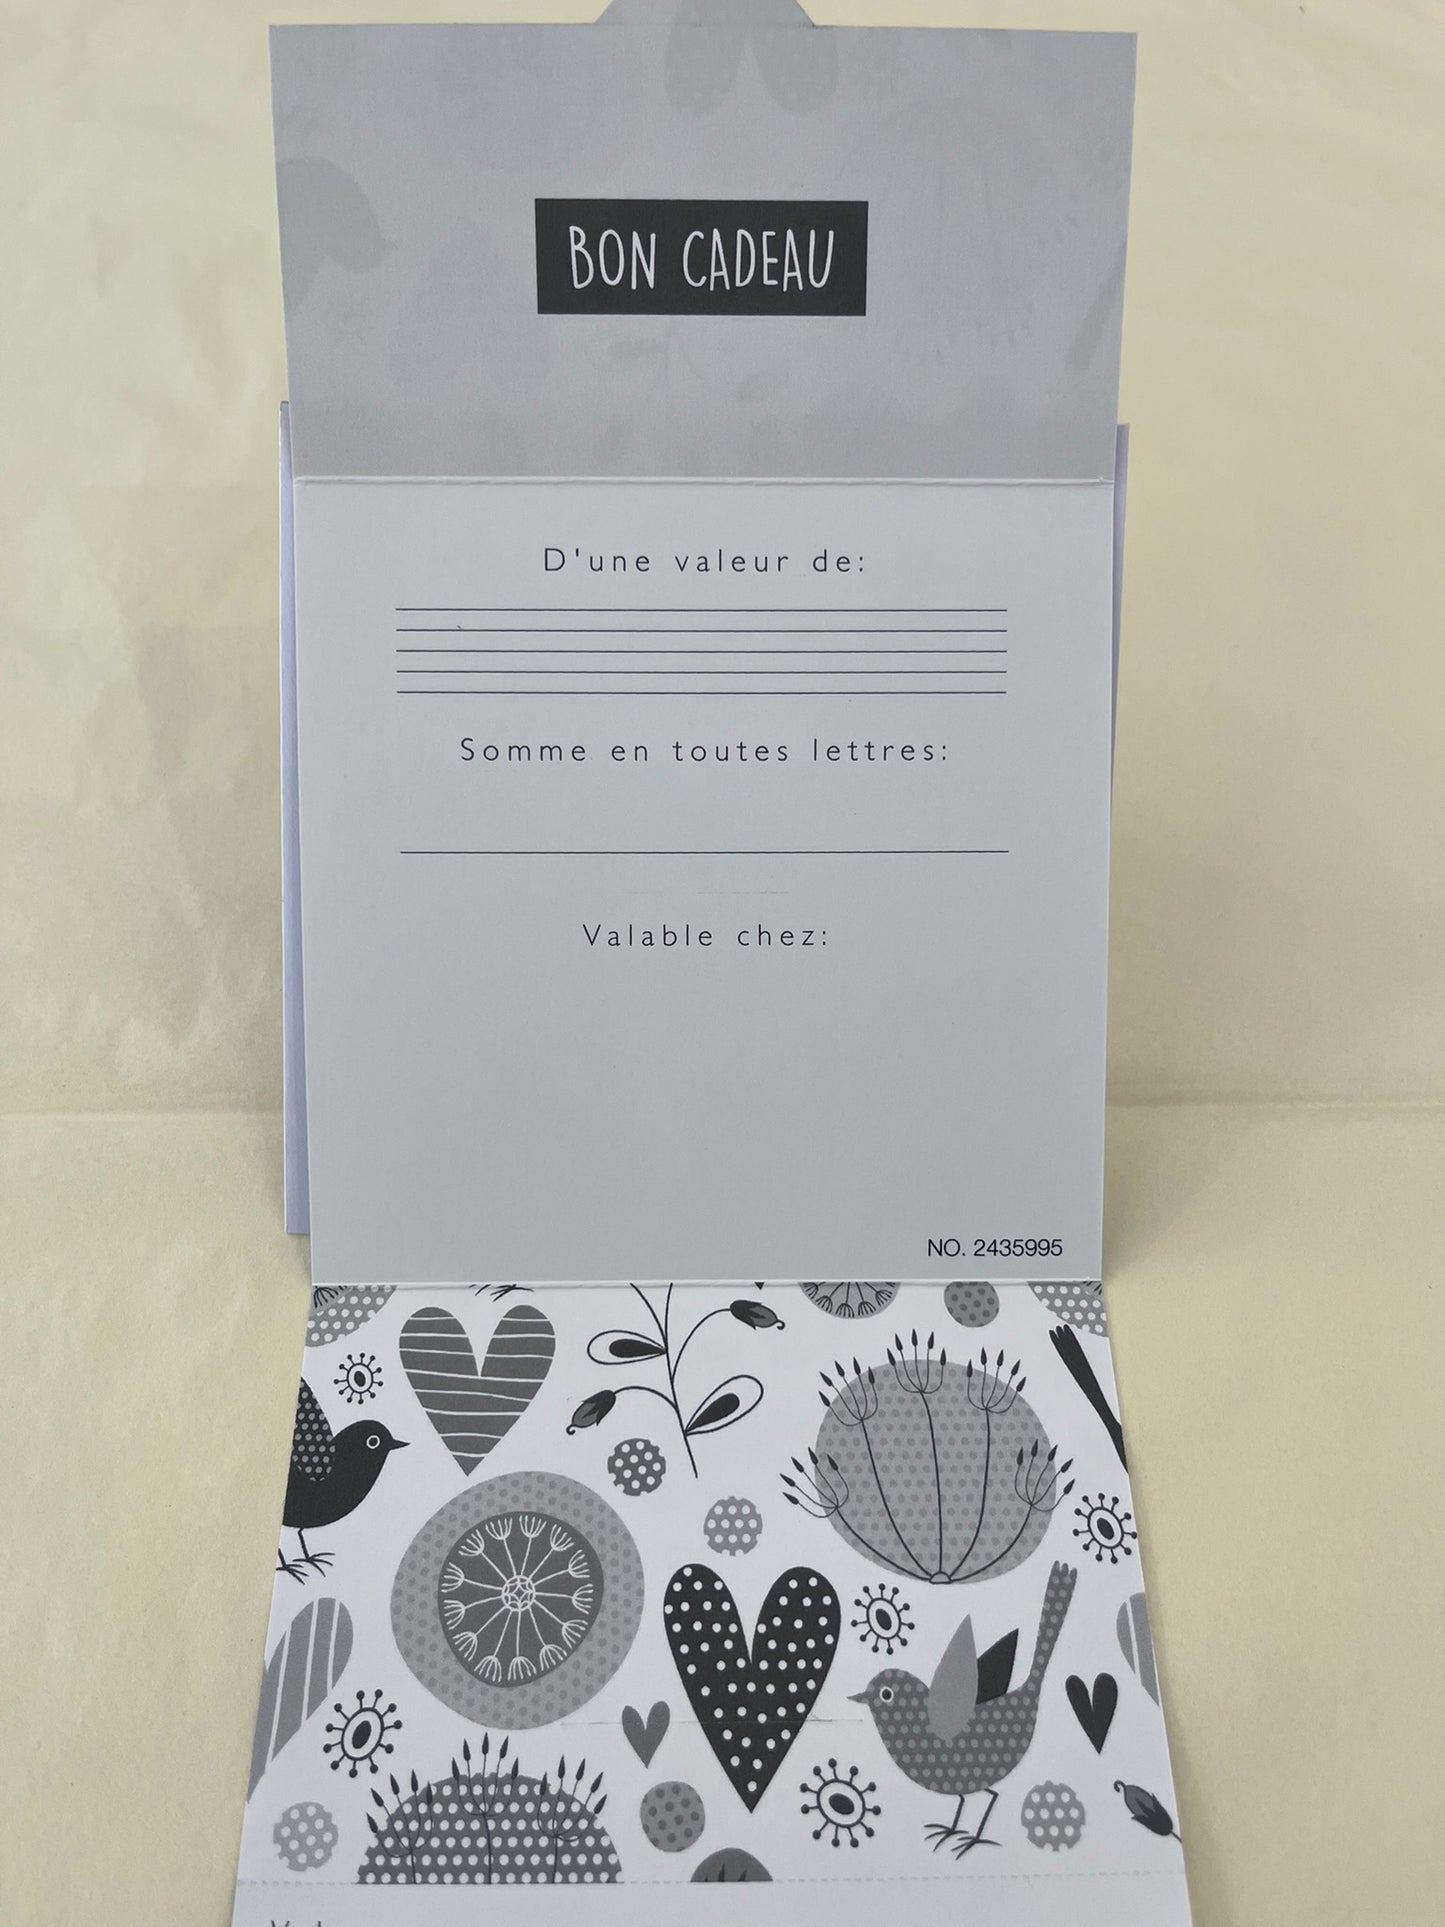 BON CADEAU
D'une valeur de:
Somme en toutes lettres:
Valable chez:
NO. 2435995